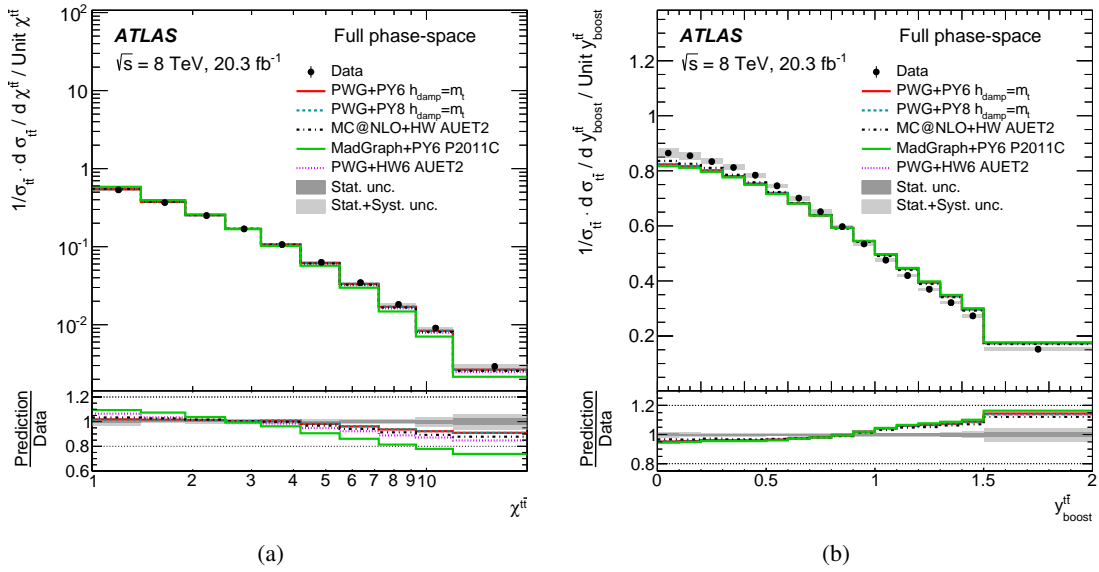 ATLAS Full phase-space
√s = 8 TeV, 20.3 fb⁻¹
Data
PWG+PY6 h_damp=m_t
PWG+PY8 h_damp=m_t
MC@NLO+HW AUET2
MadGraph+PY6 P2011C
PWG+HW6 AUET2
Stat. unc.
Stat.+Syst. unc.
1/σ_tt̄ · d σ_tt̄ / d χ^tt̄ / Unit χ^tt̄
10²
10
1
10⁻¹
10⁻²
Prediction
Data
1.2
1
0.8
0.6
1 2 3 4 5 6 7 8 9 10
χ^tt̄
(a)
ATLAS Full phase-space
√s = 8 TeV, 20.3 fb⁻¹
Data
PWG+PY6 h_damp=m_t
PWG+PY8 h_damp=m_t
MC@NLO+HW AUET2
MadGraph+PY6 P2011C
PWG+HW6 AUET2
Stat. unc.
Stat.+Syst. unc.
1/σ_tt̄ · d σ_tt̄ / d y_boost^tt̄ / Unit y_boost^tt̄
1.2
1
0.8
0.6
0.4
0.2
Prediction
Data
1.2
1
0.8
0 0.5 1 1.5 2
y_boost^tt̄
(b)